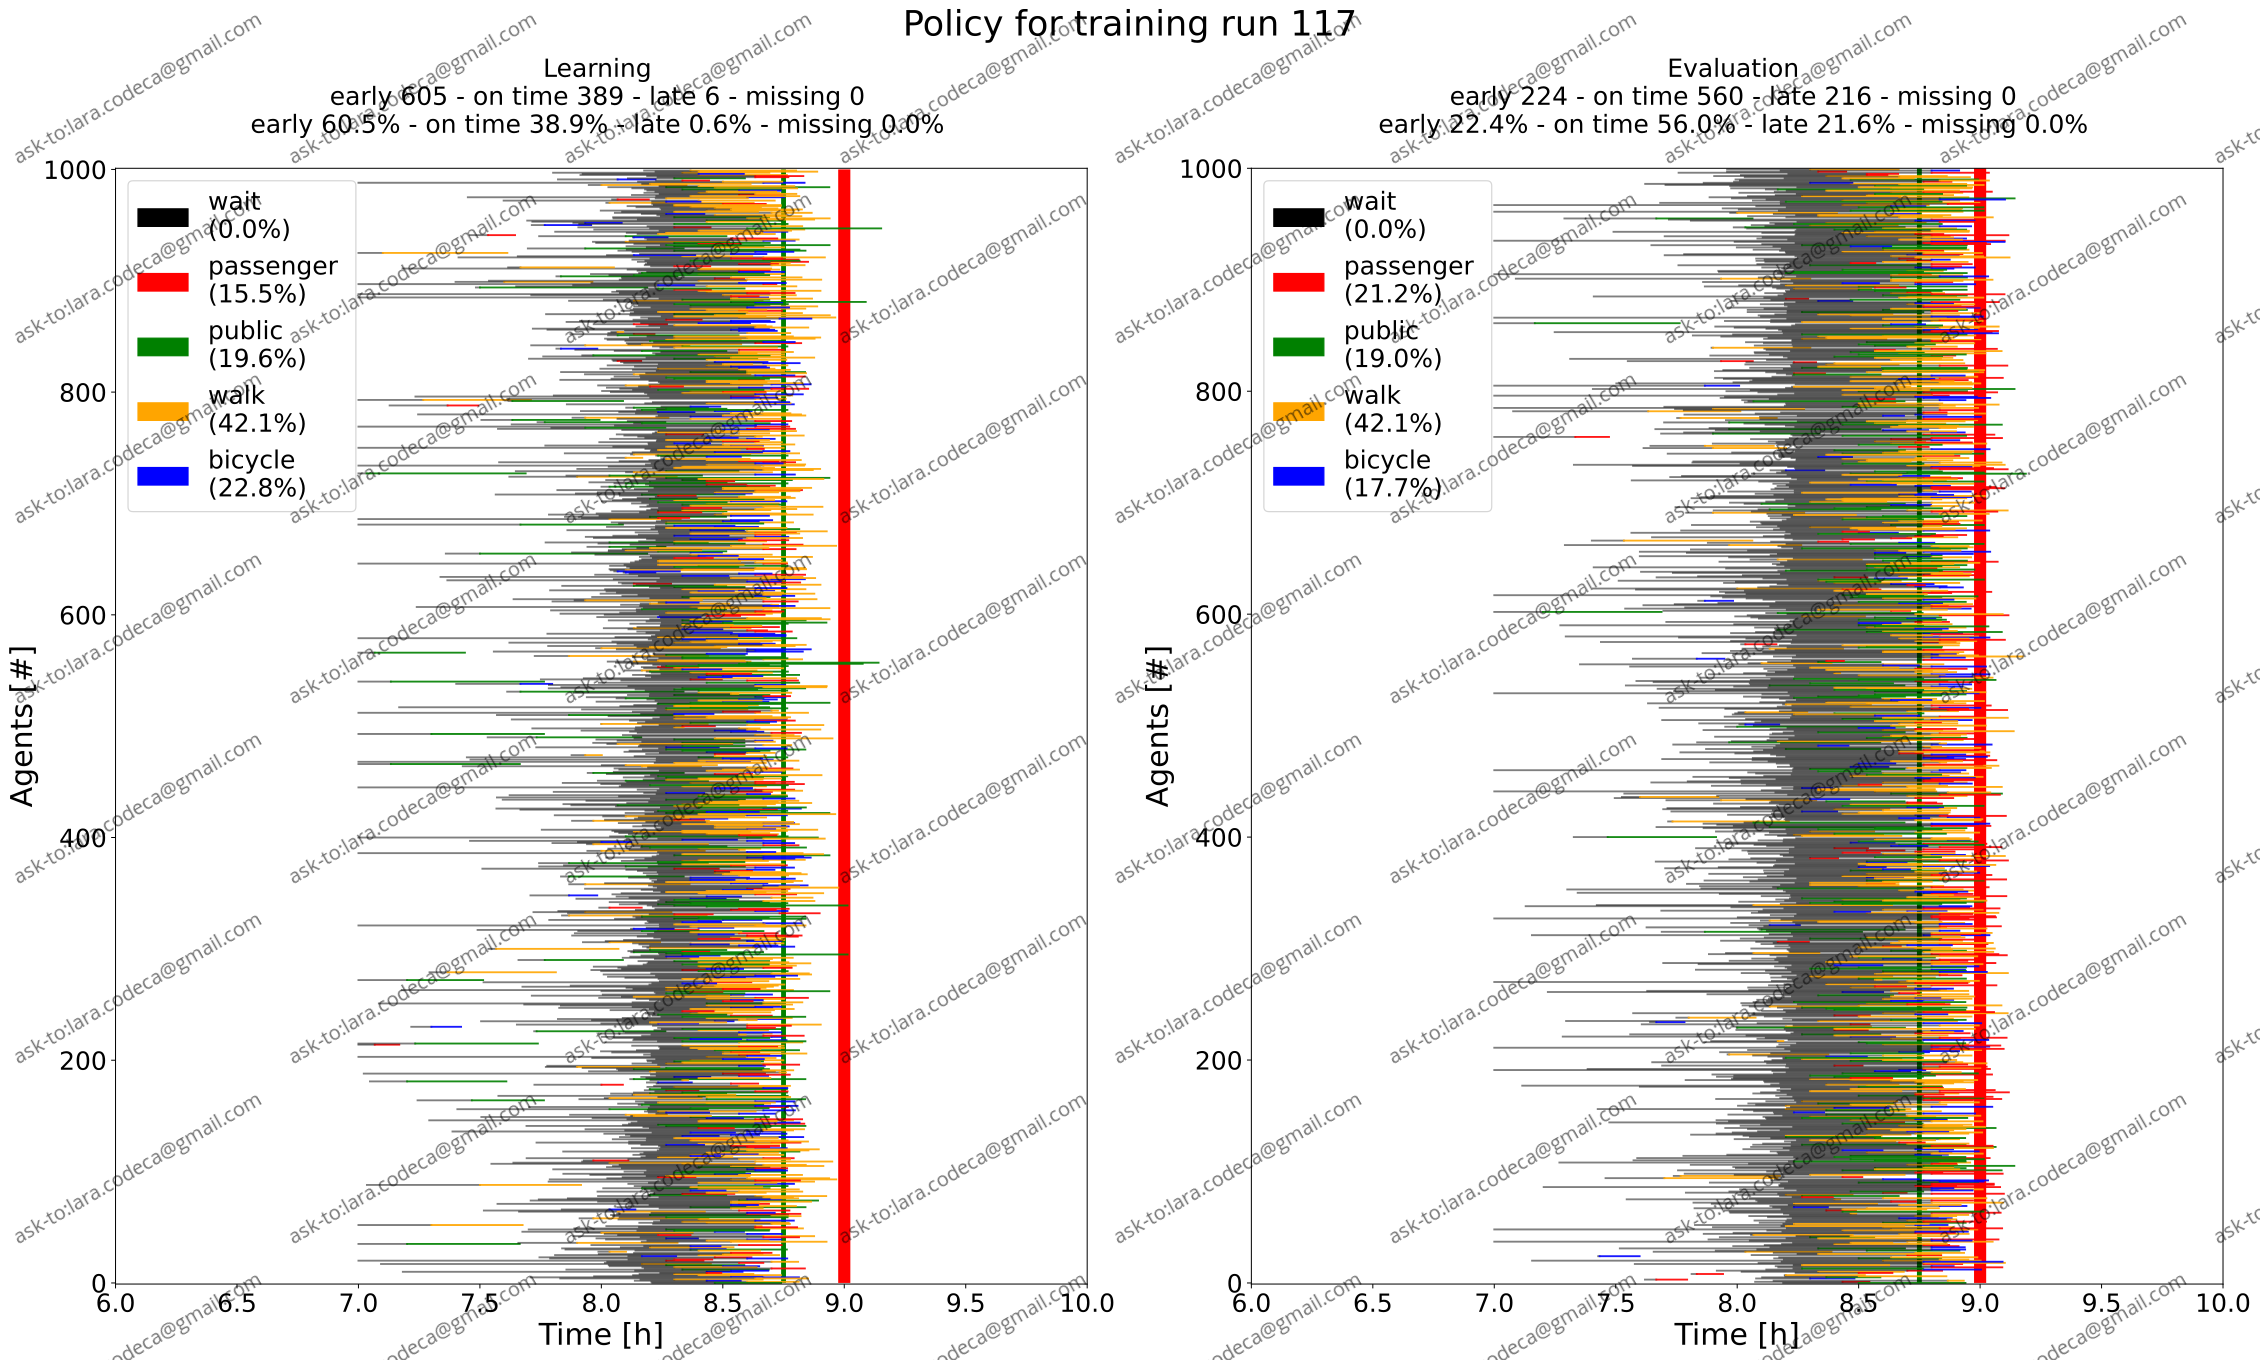 Policy for training run 117
Learning
early 605 - on time 389 - late 6 - missing 0
early 60.5% - on time 38.9% - late 0.6% - missing 0.0%
1000
800
600
400
200
0
Agents [#]
wait
(0.0%)
passenger
(15.5%)
public
(19.6%)
walk
(42.1%)
bicycle
(22.8%)
6.0 6.5 7.0 7.5 8.0 8.5 9.0 9.5 10.0
Time [h]
Evaluation
early 224 - on time 560 - late 216 - missing 0
early 22.4% - on time 56.0% - late 21.6% - missing 0.0%
1000
800
600
400
200
0
Agents [#]
wait
(0.0%)
passenger
(21.2%)
public
(19.0%)
walk
(42.1%)
bicycle
(17.7%)
6.0 6.5 7.0 7.5 8.0 8.5 9.0 9.5 10.0
Time [h]
ask-to:lara.codeca@gmail.com